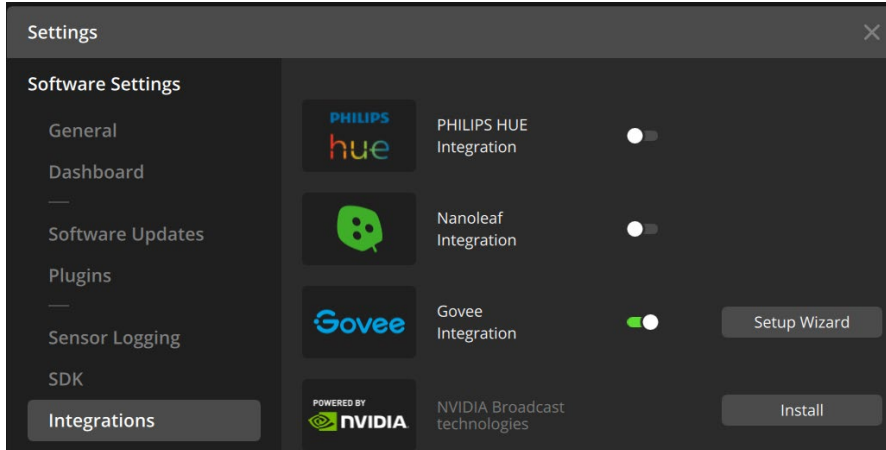 Settings
Software Settings
General
Dashboard
Software Updates
Plugins
Sensor Logging
SDK
Integrations
PHILIPS
hue
PHILIPS HUE
Integration
Nanoleaf
Integration
Govee
Govee
Integration
Setup Wizard
POWERED BY
NVIDIA
NVIDIA Broadcast
technologies
Install